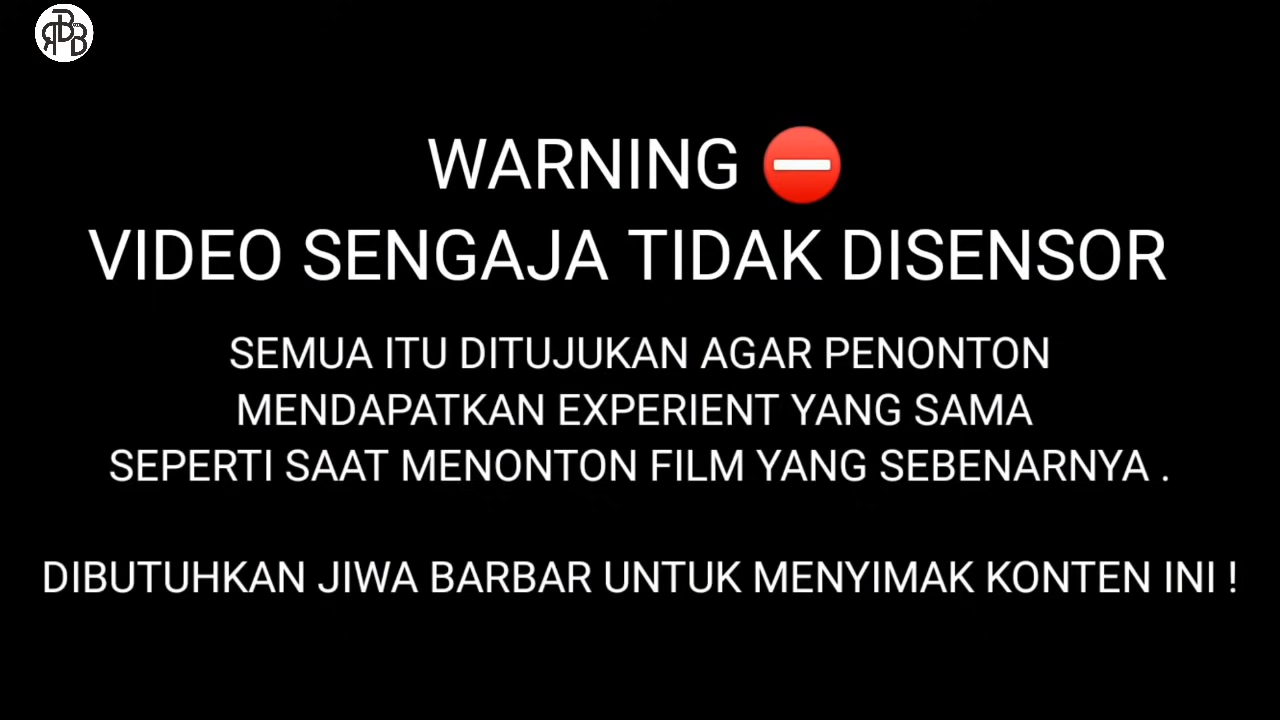 WARNING ⛔
VIDEO SENGAJA TIDAK DISENSOR
SEMUA ITU DITUJUKAN AGAR PENONTON
MENDAPATKAN EXPERIENT YANG SAMA
SEPERTI SAAT MENONTON FILM YANG SEBENARNYA .
DIBUTUHKAN JIWA BARBAR UNTUK MENYIMAK KONTEN INI !